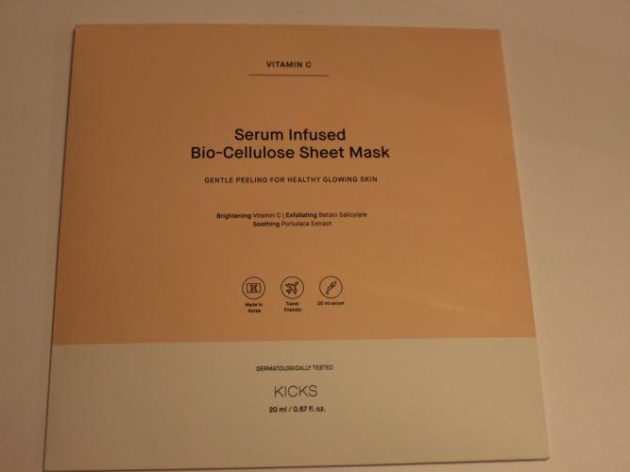 VITAMIN C
Serum Infused
Bio-Cellulose Sheet Mask
GENTLE PEELING FOR HEALTHY GLOWING SKIN
Brightening Vitamin C | Exfoliating Betain Salicylate
Soothing Portulaca Extract
Made in
Korea
Travel
Friendly
20 ml serum
DERMATOLOGICALLY TESTED
KICKS
20 ml / 0.67 fl. oz.